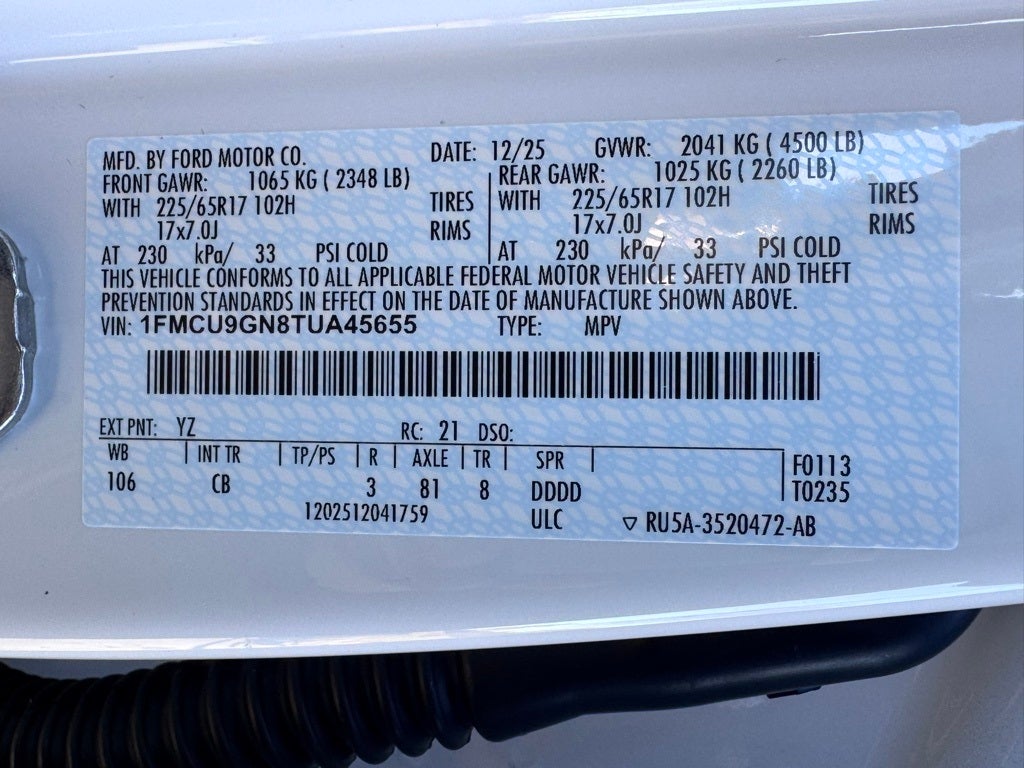 MFD. BY FORD MOTOR CO. DATE: 12/25 GVWR: 2041 KG ( 4500 LB)
FRONT GAWR: 1065 KG ( 2348 LB) REAR GAWR: 1025 KG ( 2260 LB)
WITH 225/65R17 102H TIRES WITH 225/65R17 102H TIRES
17x7.0J RIMS 17x7.0J RIMS
AT 230 kPa/ 33 PSI COLD AT 230 kPa/ 33 PSI COLD
THIS VEHICLE CONFORMS TO ALL APPLICABLE FEDERAL MOTOR VEHICLE SAFETY AND THEFT
PREVENTION STANDARDS IN EFFECT ON THE DATE OF MANUFACTURE SHOWN ABOVE.
VIN: 1FMCU9GN8TUA45655 TYPE: MPV
EXT PNT: YZ RC: 21 DSO:
WB INT TR TP/PS R AXLE TR SPR F0113
106 CB 3 81 8 DDDD T0235
1202512041759 ULC ▽ RU5A-3520472-AB